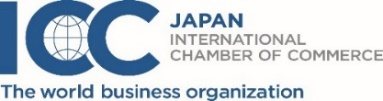 ICC
JAPAN
INTERNATIONAL
CHAMBER OF COMMERCE
The world business organization